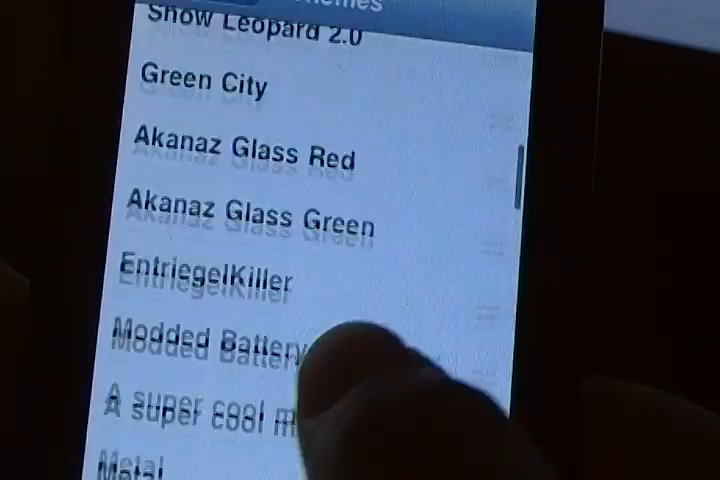 Snow Leopard 2.0
Green City
Akanaz Glass Red
Akanaz Glass Green
EntriegelKiller
Modded Battery
A super cool
Metal